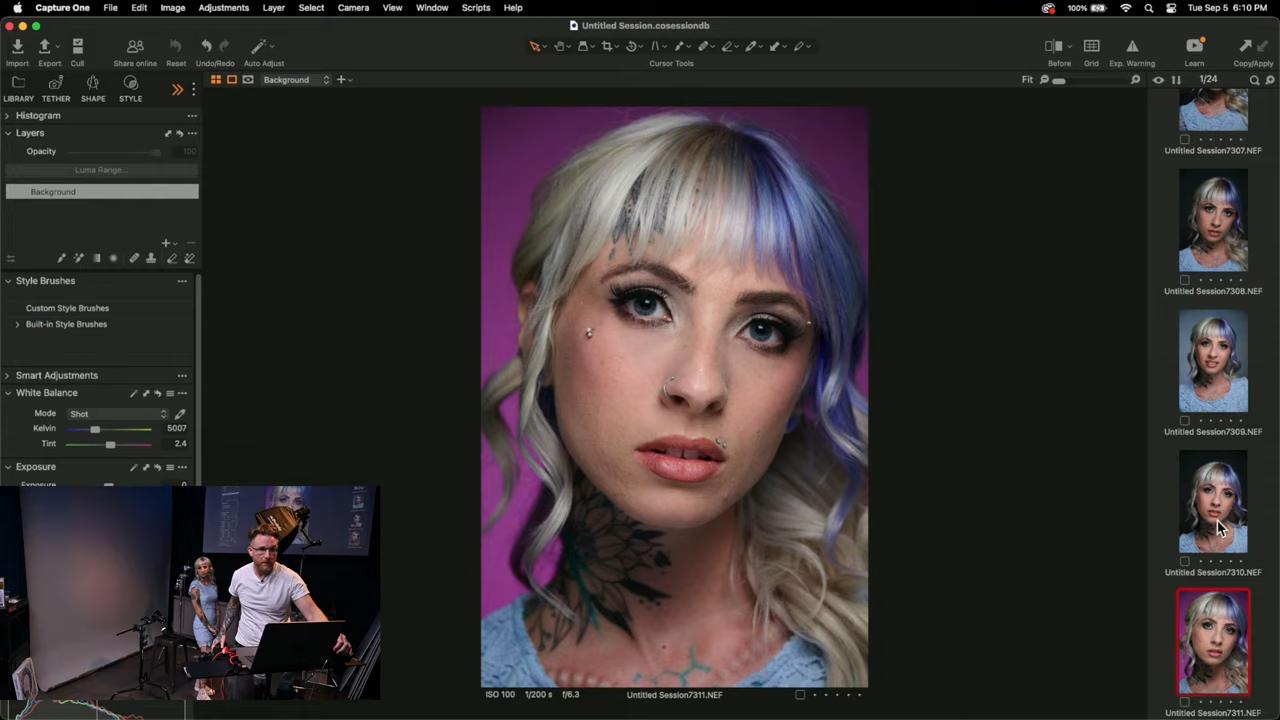 Capture One File Edit Image Adjustments Layer Select Camera View Window Scripts Help 100% Tue Sep 5 6:10 PM
Untitled Session.cosessiondb
Import Export Cull Share online Reset Undo/Redo Auto Adjust Cursor Tools Before Grid Exp. Warning Learn Copy/Apply
LIBRARY TETHER SHAPE STYLE
Background
Fit
1/24
Histogram
Layers
Opacity 100
Luma Range...
Background
Style Brushes
Custom Style Brushes
Built-in Style Brushes
Smart Adjustments
White Balance
Mode Shot
Kelvin 5007
Tint 2.4
Exposure
Exposure 0
ISO 100 1/200 s f/6.3 Untitled Session7311.NEF
Untitled Session7307.NEF
Untitled Session7308.NEF
Untitled Session7309.NEF
Untitled Session7310.NEF
Untitled Session7311.NEF